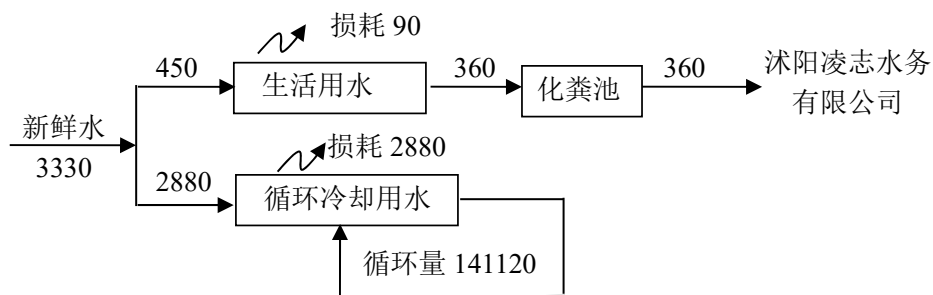 损耗 90
450
生活用水
360
化粪池
360
沭阳凌志水务
有限公司
新鲜水
3330
损耗 2880
2880
循环冷却用水
循环量 141120